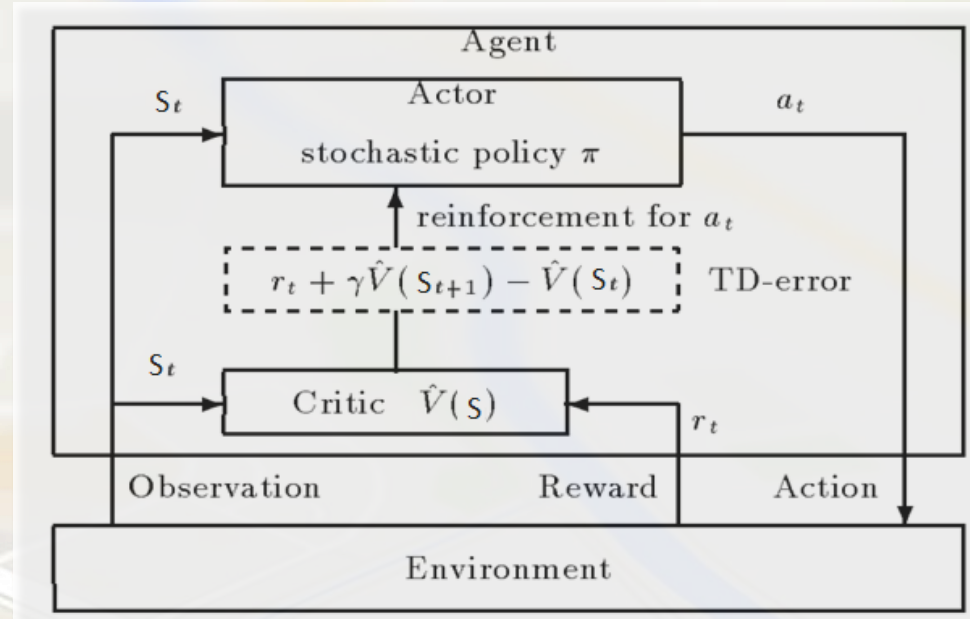 Agent
Sₜ
Actor
aₜ
stochastic policy π
reinforcement for aₜ
rₜ + γV̂(Sₜ₊₁) − V̂(Sₜ)
TD-error
Sₜ
Critic V̂(S)
rₜ
Observation
Reward
Action
Environment